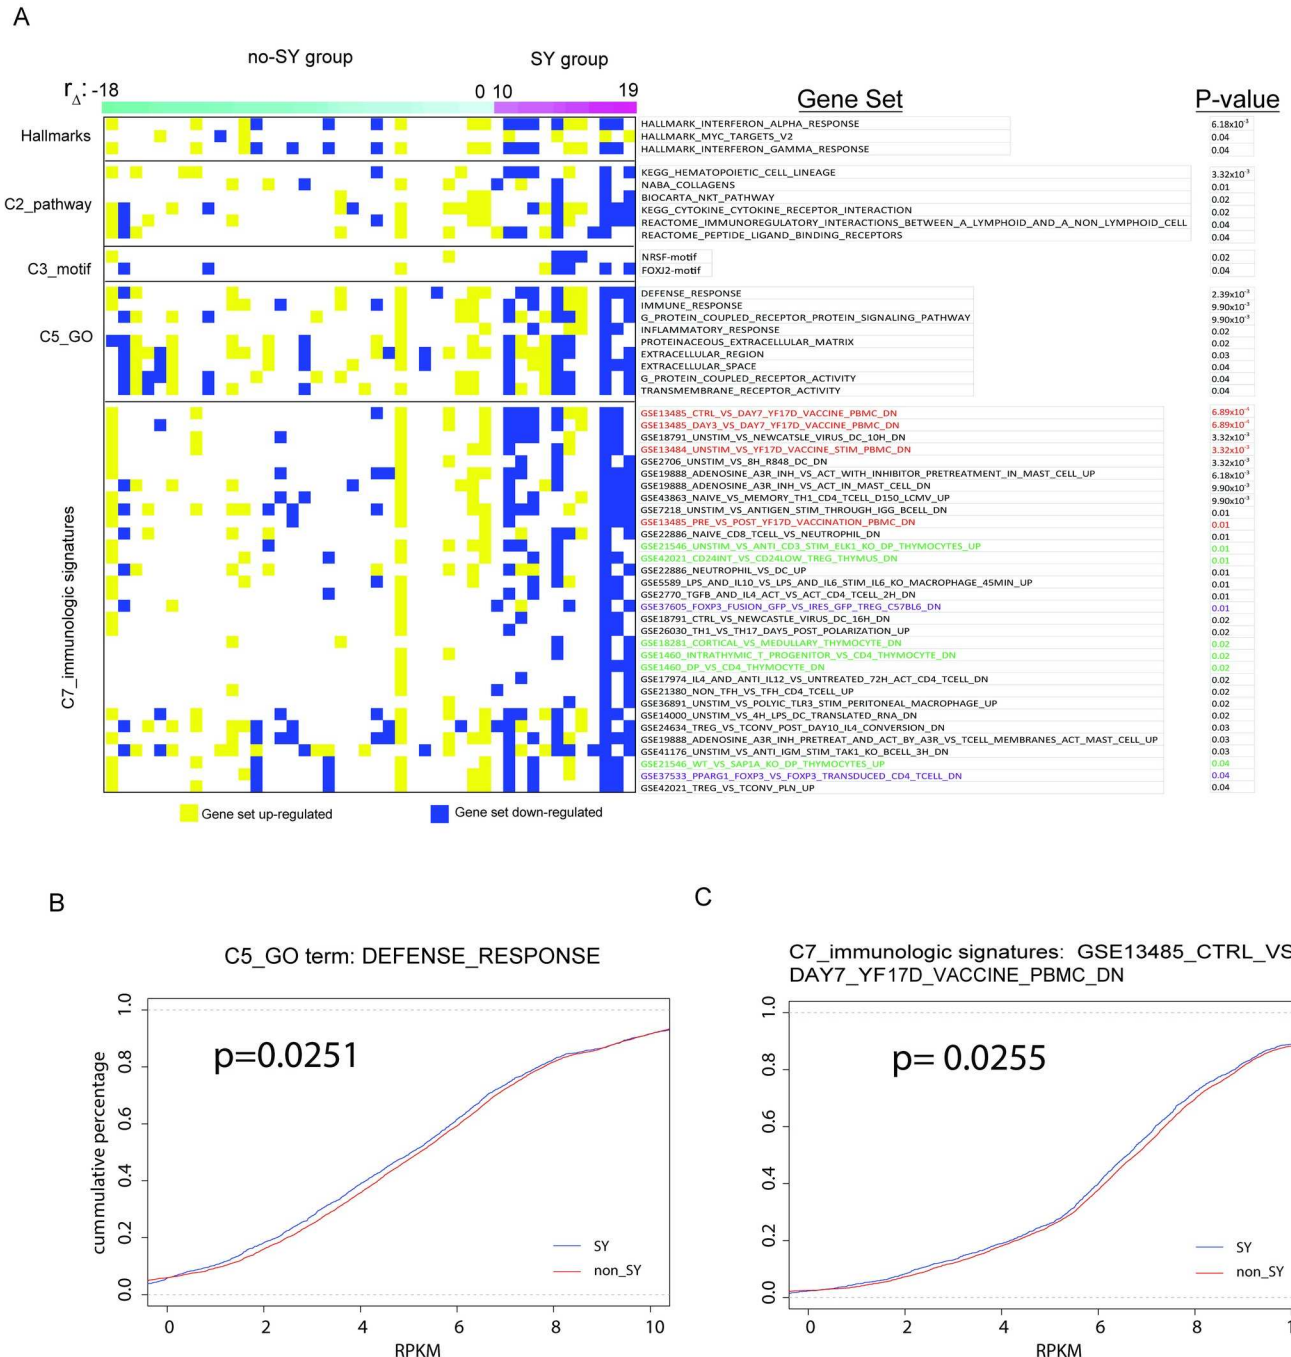 A
no-SY group
SY group
rΔ: -18
0 10
19
Gene Set
P-value
Hallmarks
HALLMARK_INTERFERON_ALPHA_RESPONSE 6.18x10⁻³
HALLMARK_MYC_TARGETS_V2 0.04
HALLMARK_INTERFERON_GAMMA_RESPONSE 0.04
C2_pathway
KEGG_HEMATOPOIETIC_CELL_LINEAGE 3.32x10⁻³
NABA_COLLAGENS 0.01
BIOCARTA_NKT_PATHWAY 0.02
KEGG_CYTOKINE_CYTOKINE_RECEPTOR_INTERACTION 0.02
REACTOME_IMMUNOREGULATORY_INTERACTIONS_BETWEEN_A_LYMPHOID_AND_A_NON_LYMPHOID_CELL 0.04
REACTOME_PEPTIDE_LIGAND_BINDING_RECEPTORS 0.04
C3_motif
NRSF-motif 0.02
FOXJ2-motif 0.04
C5_GO
DEFENSE_RESPONSE 2.39x10⁻³
IMMUNE_RESPONSE 9.90x10⁻³
G_PROTEIN_COUPLED_RECEPTOR_PROTEIN_SIGNALING_PATHWAY 9.90x10⁻³
INFLAMMATORY_RESPONSE 0.02
PROTEINACEOUS_EXTRACELLULAR_MATRIX 0.02
EXTRACELLULAR_REGION 0.03
EXTRACELLULAR_SPACE 0.04
G_PROTEIN_COUPLED_RECEPTOR_ACTIVITY 0.04
TRANSMEMBRANE_RECEPTOR_ACTIVITY 0.04
C7_immunologic signatures
GSE13485_CTRL_VS_DAY7_YF17D_VACCINE_PBMC_DN 6.89x10⁻⁴
GSE13485_DAY3_VS_DAY7_YF17D_VACCINE_PBMC_DN 6.89x10⁻⁴
GSE18791_UNSTIM_VS_NEWCATSLE_VIRUS_DC_10H_DN 3.32x10⁻³
GSE13484_UNSTIM_VS_YF17D_VACCINE_STIM_PBMC_DN 3.32x10⁻³
GSE2706_UNSTIM_VS_8H_R848_DC_DN 3.32x10⁻³
GSE19888_ADENOSINE_A3R_INH_VS_ACT_WITH_INHIBITOR_PRETREATMENT_IN_MAST_CELL_UP 6.18x10⁻³
GSE19888_ADENOSINE_A3R_INH_VS_ACT_IN_MAST_CELL_DN 9.90x10⁻³
GSE43863_NAIVE_VS_MEMORY_TH1_CD4_TCELL_D150_LCMV_UP 9.90x10⁻³
GSE7218_UNSTIM_VS_ANTIGEN_STIM_THROUGH_IGG_BCELL_DN 0.01
GSE13485_PRE_VS_POST_YF17D_VACCINATION_PBMC_DN 0.01
GSE22886_NAIVE_CD8_TCELL_VS_NEUTROPHIL_DN 0.01
GSE21546_UNSTIM_VS_ANTI_CD3_STIM_ELK1_KO_DP_THYMOCYTES_UP 0.01
GSE42021_CD24INT_VS_CD24LOW_TREG_THYMUS_DN 0.01
GSE22886_NEUTROPHIL_VS_DC_UP 0.01
GSE5589_LPS_AND_IL10_VS_LPS_AND_IL6_STIM_IL6_KO_MACROPHAGE_45MIN_UP 0.01
GSE2770_TGFB_AND_IL4_ACT_VS_ACT_CD4_TCELL_2H_DN 0.01
GSE37605_FOXP3_FUSION_GFP_VS_IRES_GFP_TREG_C57BL6_DN 0.01
GSE18791_CTRL_VS_NEWCASTLE_VIRUS_DC_16H_DN 0.02
GSE26030_TH1_VS_TH17_DAYS_POST_POLARIZATION_UP 0.02
GSE18281_CORTICAL_VS_MEDULLARY_THYMOCYTE_DN 0.02
GSE1460_INTRATHYMIC_T_PROGENITOR_VS_CD4_THYMOCYTE_DN 0.02
GSE1460_DP_VS_CD4_THYMOCYTE_DN 0.02
GSE17974_IL4_AND_ANTI_IL12_VS_UNTREATED_72H_ACT_CD4_TCELL_DN 0.02
GSE21380_NON_TFH_VS_TFH_CD4_TCELL_UP 0.02
GSE36891_UNSTIM_VS_POLYIC_TLR3_STIM_PERITONEAL_MACROPHAGE_UP 0.02
GSE14000_UNSTIM_VS_4H_LPS_DC_TRANSLATED_RNA_DN 0.02
GSE24634_TREG_VS_TCONV_POST_DAY10_IL4_CONVERSION_DN 0.03
GSE19888_ADENOSINE_A3R_INH_PRETREAT_AND_ACT_BY_A3R_VS_TCELL_MEMBRANES_ACT_MAST_CELL_UP 0.03
GSE41176_UNSTIM_VS_ANTI_IGM_STIM_TAK1_KO_BCELL_3H_DN 0.03
GSE21546_WT_VS_SAP1A_KO_DP_THYMOCYTES_UP 0.04
GSE37533_PPARG1_FOXP3_VS_FOXP3_TRANSDUCED_CD4_TCELL_DN 0.04
GSE42021_TREG_VS_TCONV_PLN_UP 0.04
Gene set up-regulated
Gene set down-regulated
B
C5_GO term: DEFENSE_RESPONSE
p=0.0251
cummulative percentage
1.0
0.8
0.6
0.4
0.2
0.0
SY
non_SY
0 2 4 6 8 10
RPKM
C
C7_immunologic signatures: GSE13485_CTRL_VS
DAY7_YF17D_VACCINE_PBMC_DN
p= 0.0255
1.0
0.8
0.6
0.4
0.2
0.0
SY
non_SY
0 2 4 6 8 1
RPKM